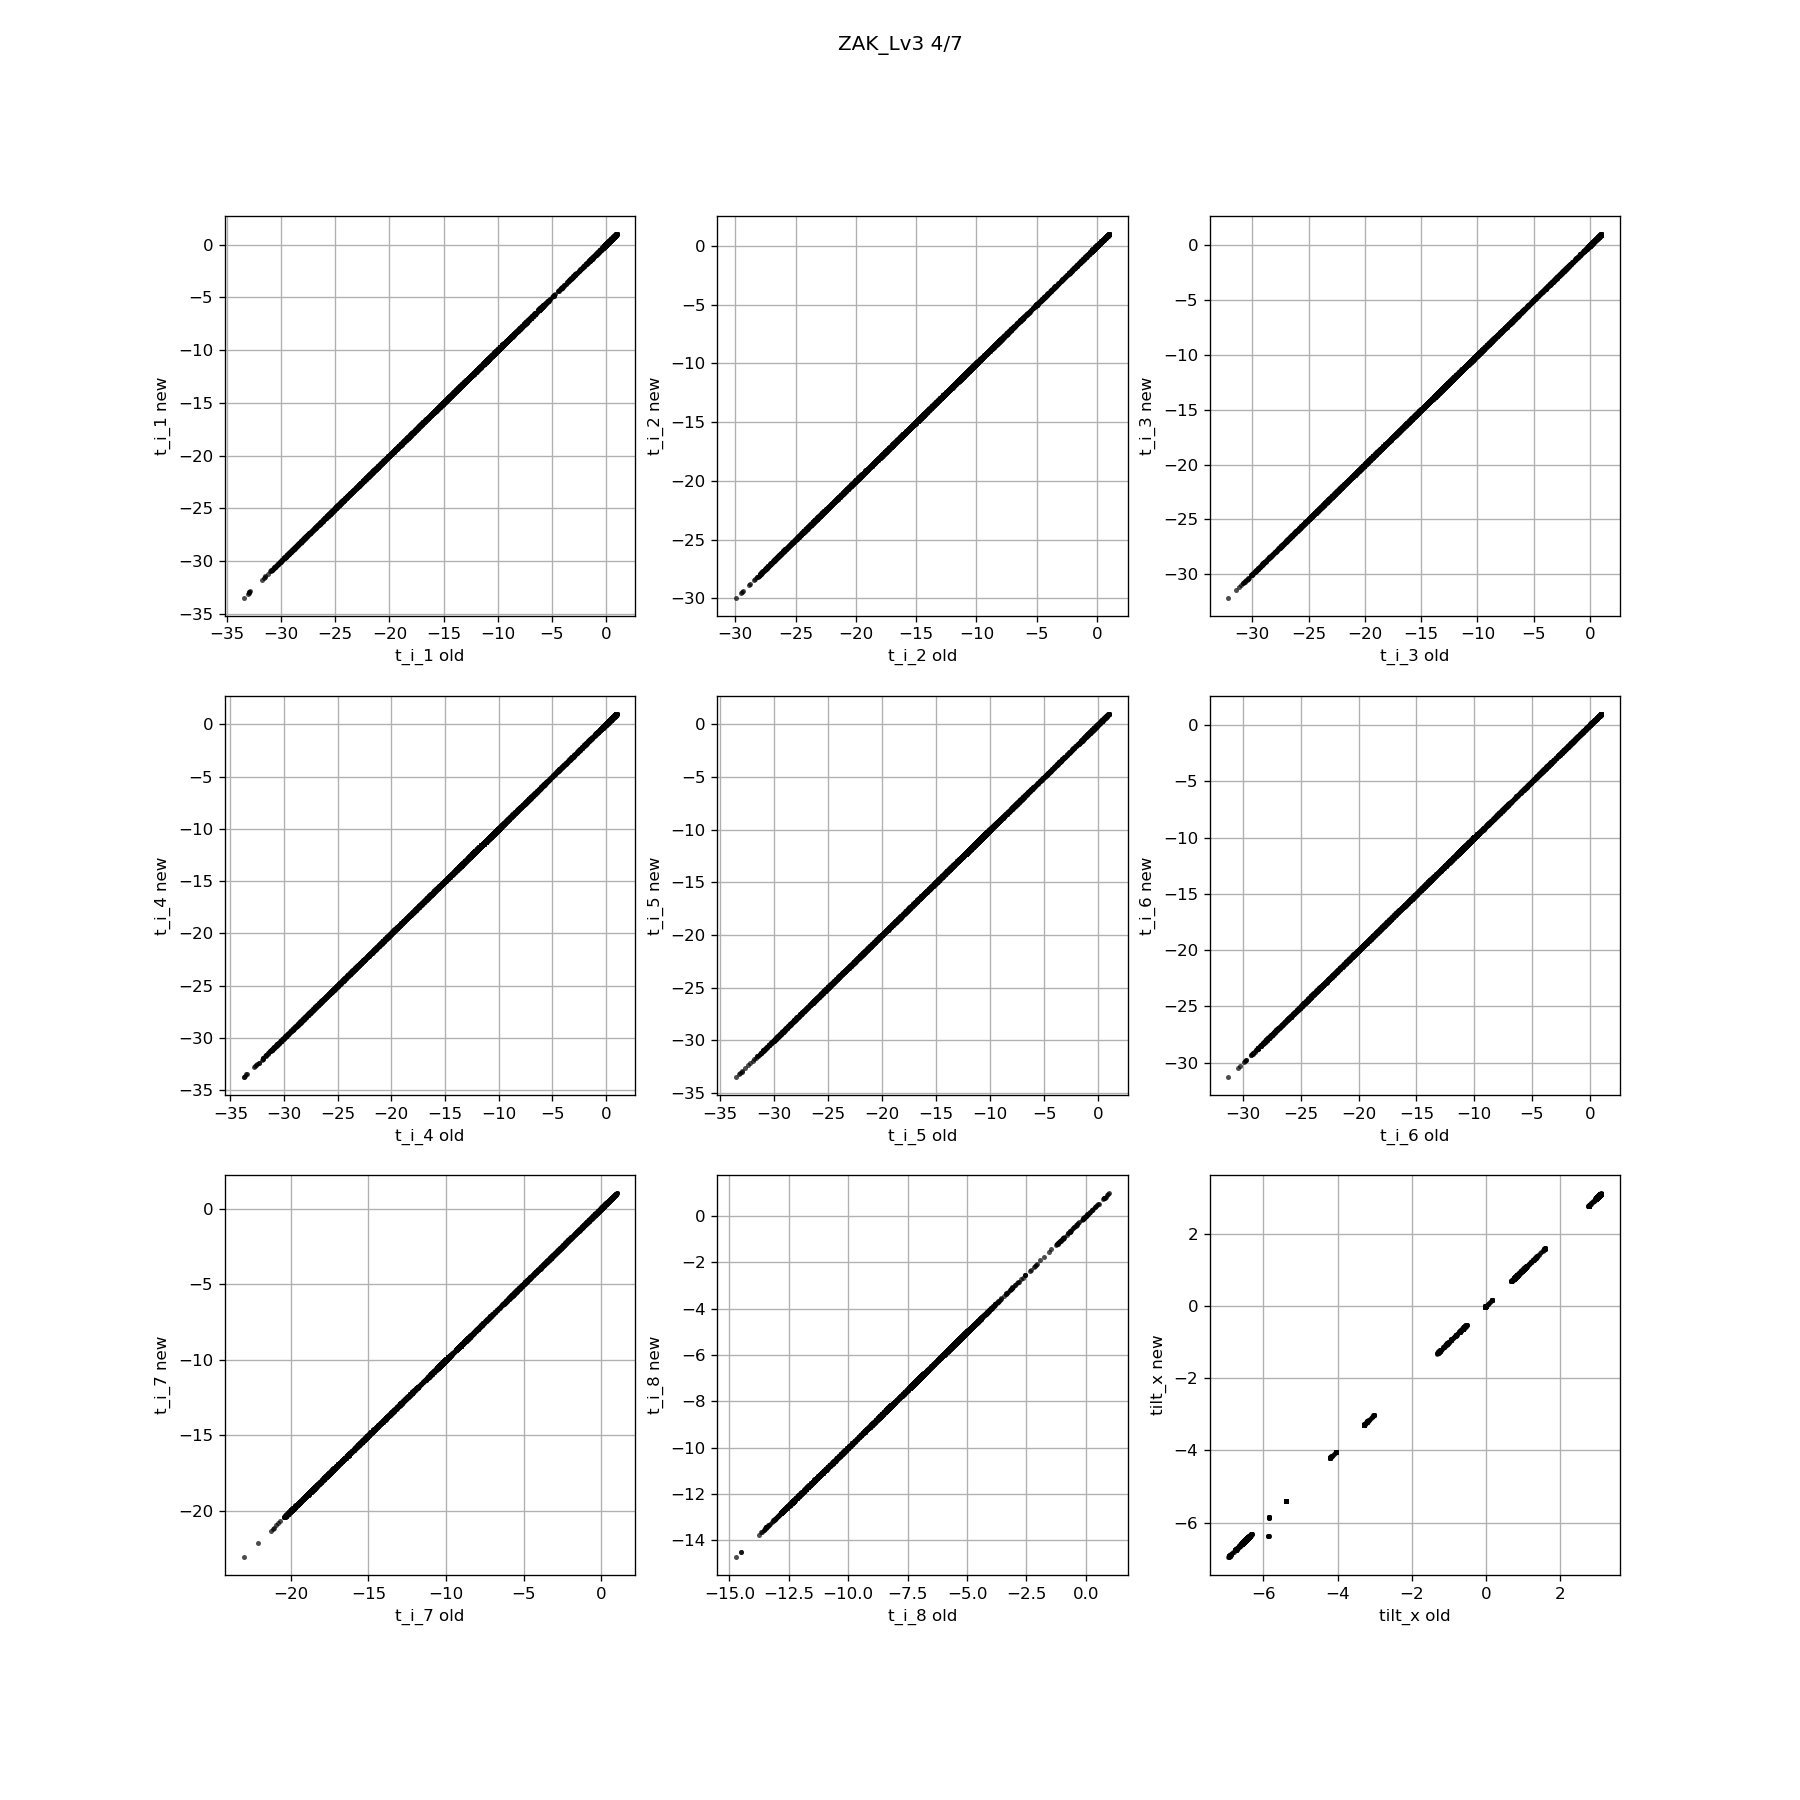 ZAK_Lv3 4/7
0
−5
−10
−15
−20
−25
−30
−35
t_i_1 new
−35 −30 −25 −20 −15 −10 −5 0
t_i_1 old
0
−5
−10
−15
−20
−25
−30
t_i_2 new
−30 −25 −20 −15 −10 −5 0
t_i_2 old
0
−5
−10
−15
−20
−25
−30
t_i_3 new
−30 −25 −20 −15 −10 −5 0
t_i_3 old
0
−5
−10
−15
−20
−25
−30
−35
t_i_4 new
−35 −30 −25 −20 −15 −10 −5 0
t_i_4 old
0
−5
−10
−15
−20
−25
−30
−35
t_i_5 new
−35 −30 −25 −20 −15 −10 −5 0
t_i_5 old
0
−5
−10
−15
−20
−25
−30
t_i_6 new
−30 −25 −20 −15 −10 −5 0
t_i_6 old
0
−5
−10
−15
−20
t_i_7 new
−20 −15 −10 −5 0
t_i_7 old
0
−2
−4
−6
−8
−10
−12
−14
t_i_8 new
−15.0 −12.5 −10.0 −7.5 −5.0 −2.5 0.0
t_i_8 old
2
0
−2
−4
−6
tilt_x new
−6 −4 −2 0 2
tilt_x old